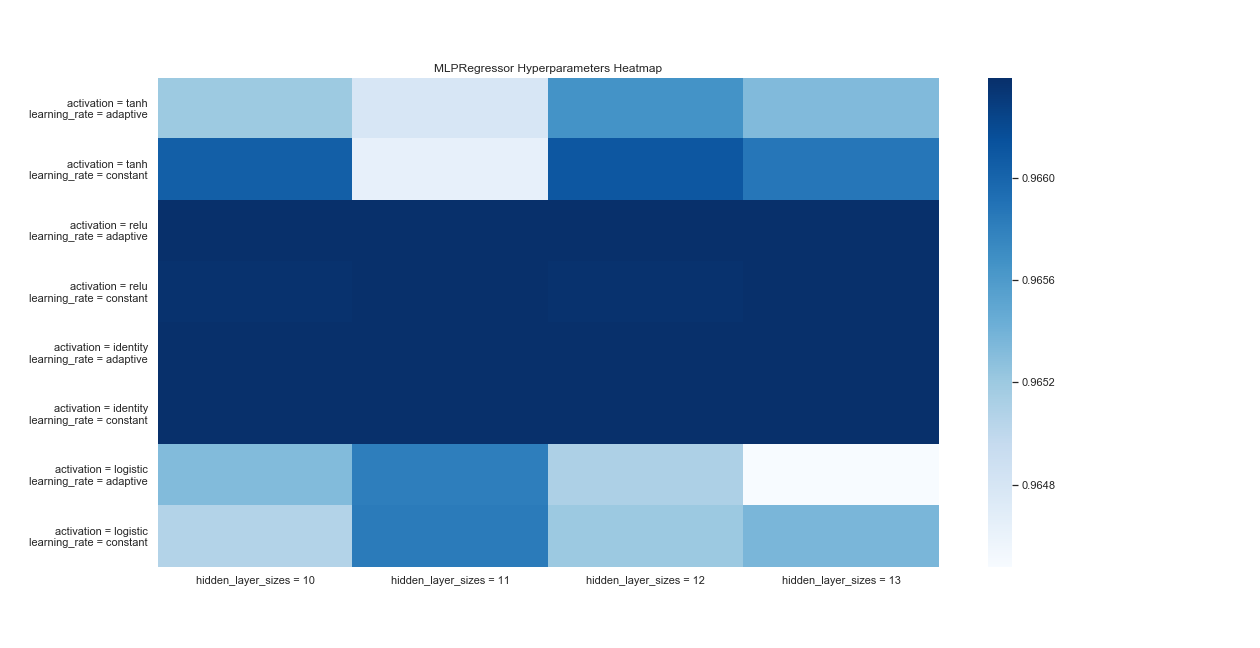 MLPRegressor Hyperparameters Heatmap
activation = tanh
learning_rate = adaptive
activation = tanh
learning_rate = constant
activation = relu
learning_rate = adaptive
activation = relu
learning_rate = constant
activation = identity
learning_rate = adaptive
activation = identity
learning_rate = constant
activation = logistic
learning_rate = adaptive
activation = logistic
learning_rate = constant
hidden_layer_sizes = 10
hidden_layer_sizes = 11
hidden_layer_sizes = 12
hidden_layer_sizes = 13
0.9660
0.9656
0.9652
0.9648